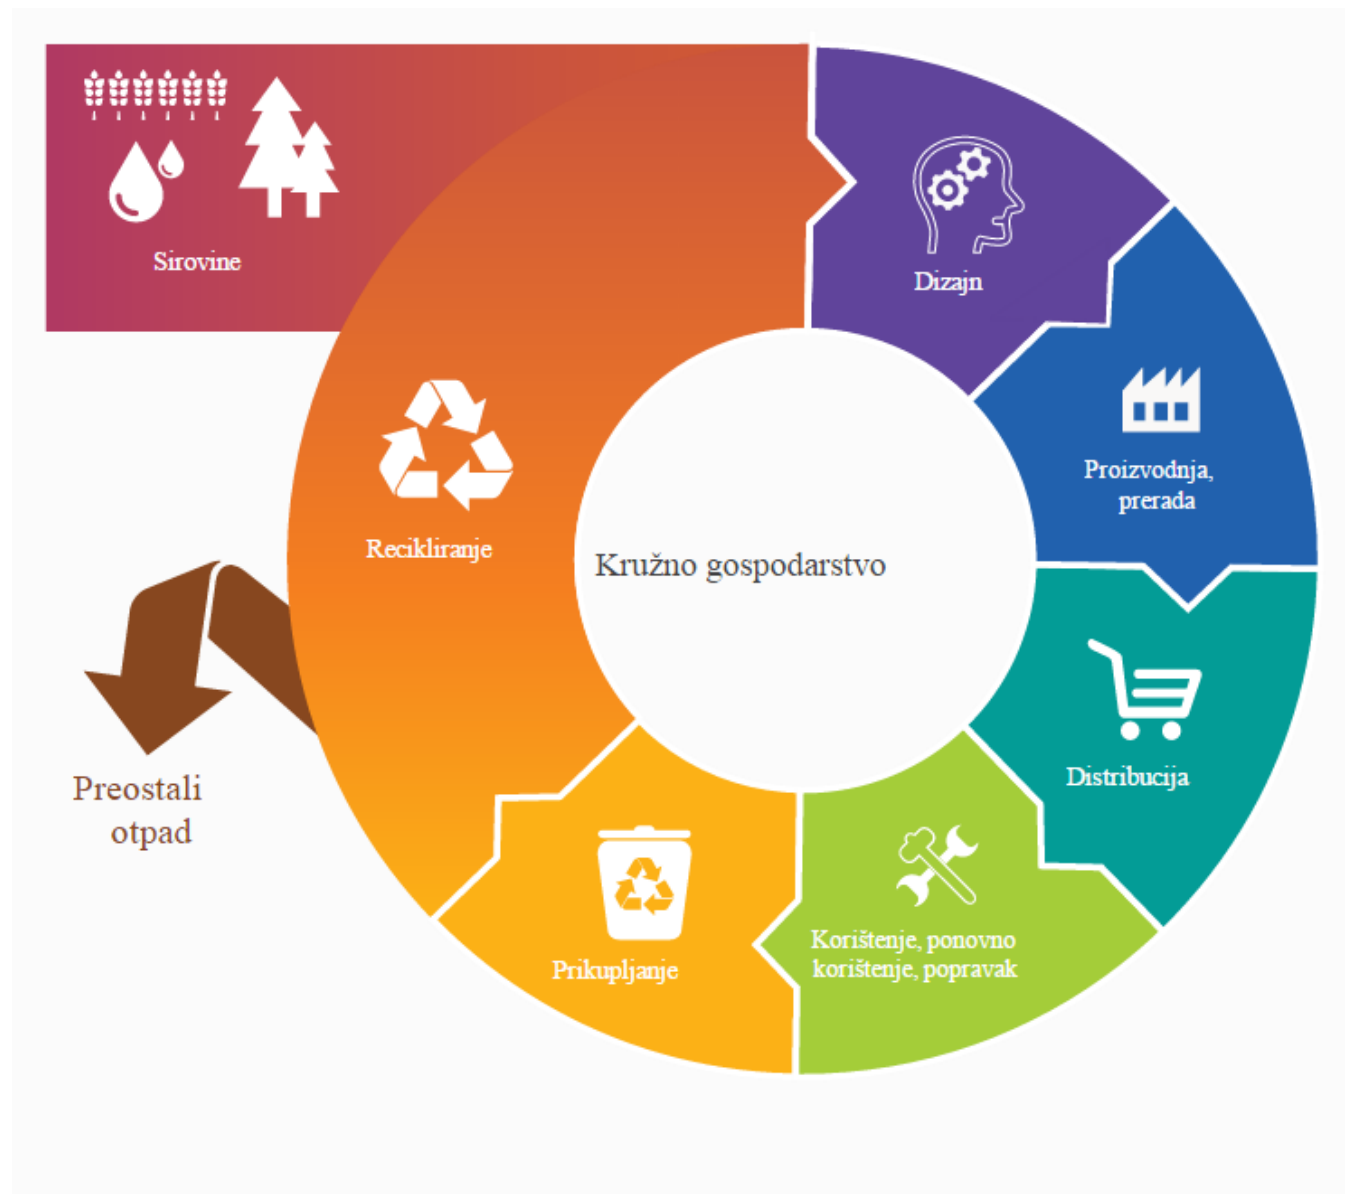 Sirovine
Dizajn
Proizvodnja,
prerada
Recikliranje
Kružno gospodarstvo
Distribucija
Preostali
otpad
Korištenje, ponovno
korištenje, popravak
Prikupljanje